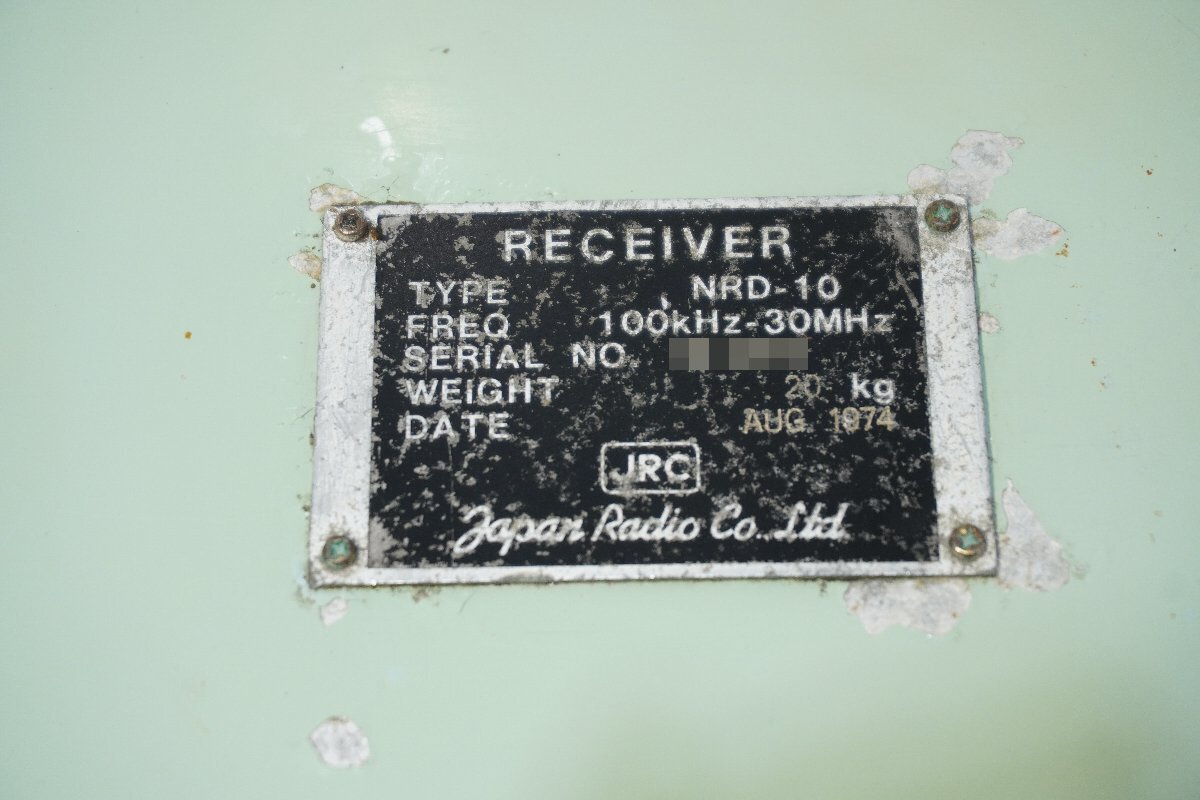 RECEIVER
TYPE NRD-10
FREQ 100kHz-30MHz
SERIAL NO
WEIGHT 20 kg
DATE AUG 1974
JRC
Japan Radio Co. Ltd